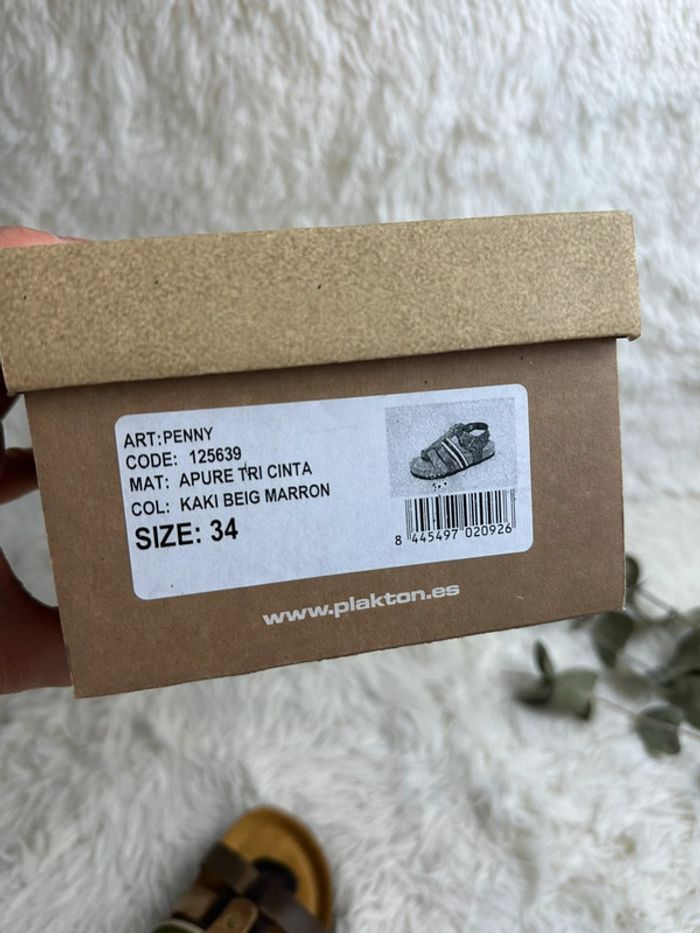 ART:PENNY
CODE: 125639
MAT: APURE TRI CINTA
COL: KAKI BEIG MARRON
SIZE: 34
8 445497 020926
www.plakton.es